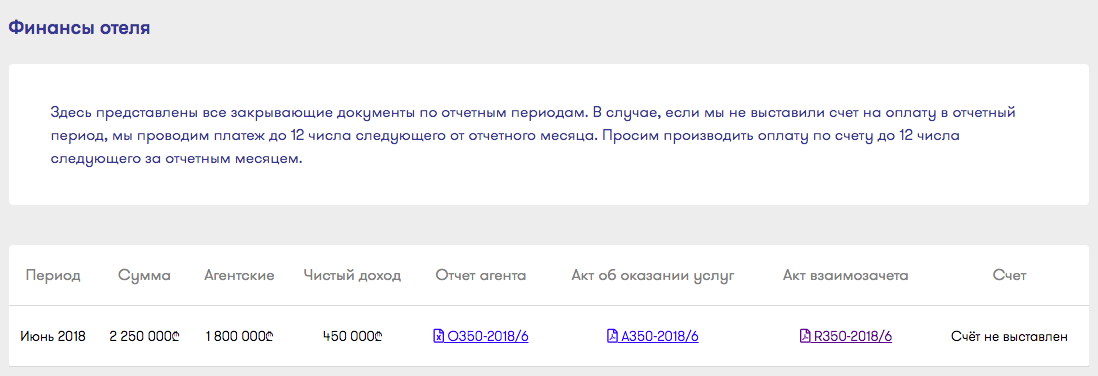 Финансы отеля
Здесь представлены все закрывающие документы по отчетным периодам. В случае, если мы не выставили счет на оплату в отчетный
период, мы проводим платеж до 12 числа следующего от отчетного месяца. Просим производить оплату по счету до 12 числа
следующего за отчетным месяцем.
Период Сумма Агентские Чистый доход Отчет агента Акт об оказании услуг Акт взаимозачета Счет
Июнь 2018 2 250 000₾ 1 800 000₾ 450 000₾ O350-2018/6 A350-2018/6 R350-2018/6 Счёт не выставлен